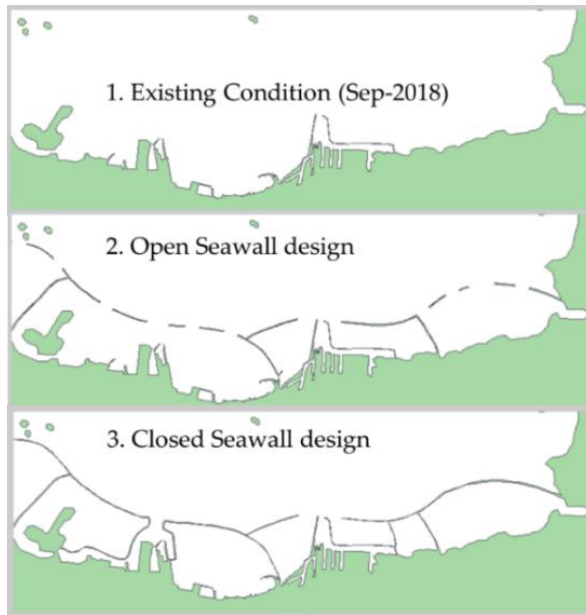 1. Existing Condition (Sep-2018)
2. Open Seawall design
3. Closed Seawall design